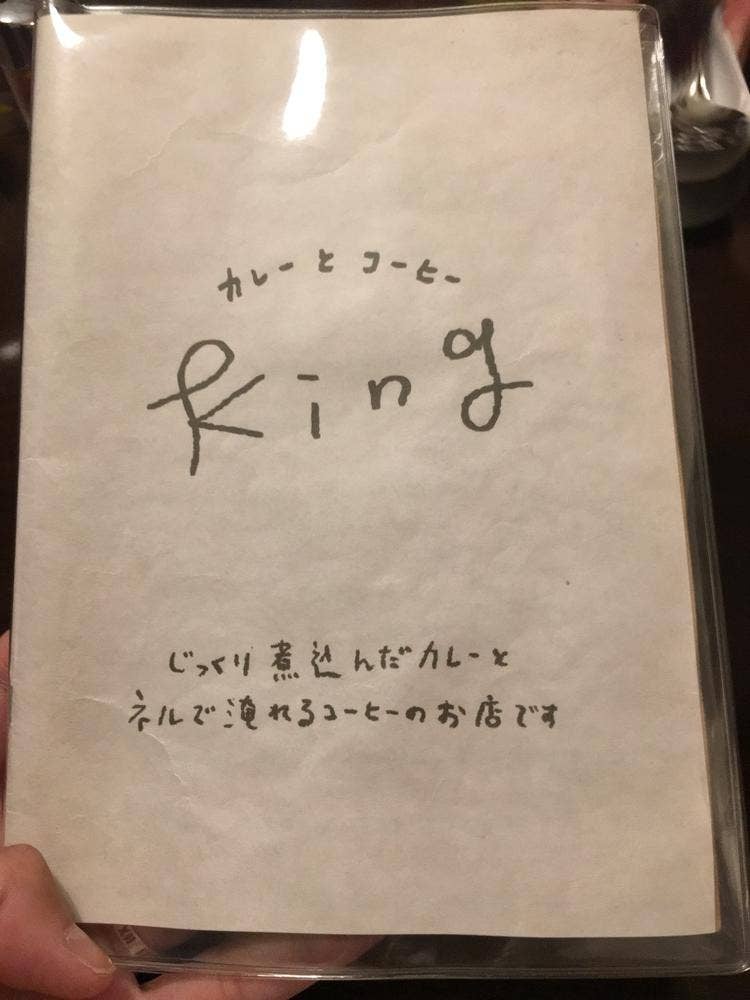 カレーとコーヒー
King
じっくり煮込んだカレーと
ネルで淹れるコーヒーのお店です